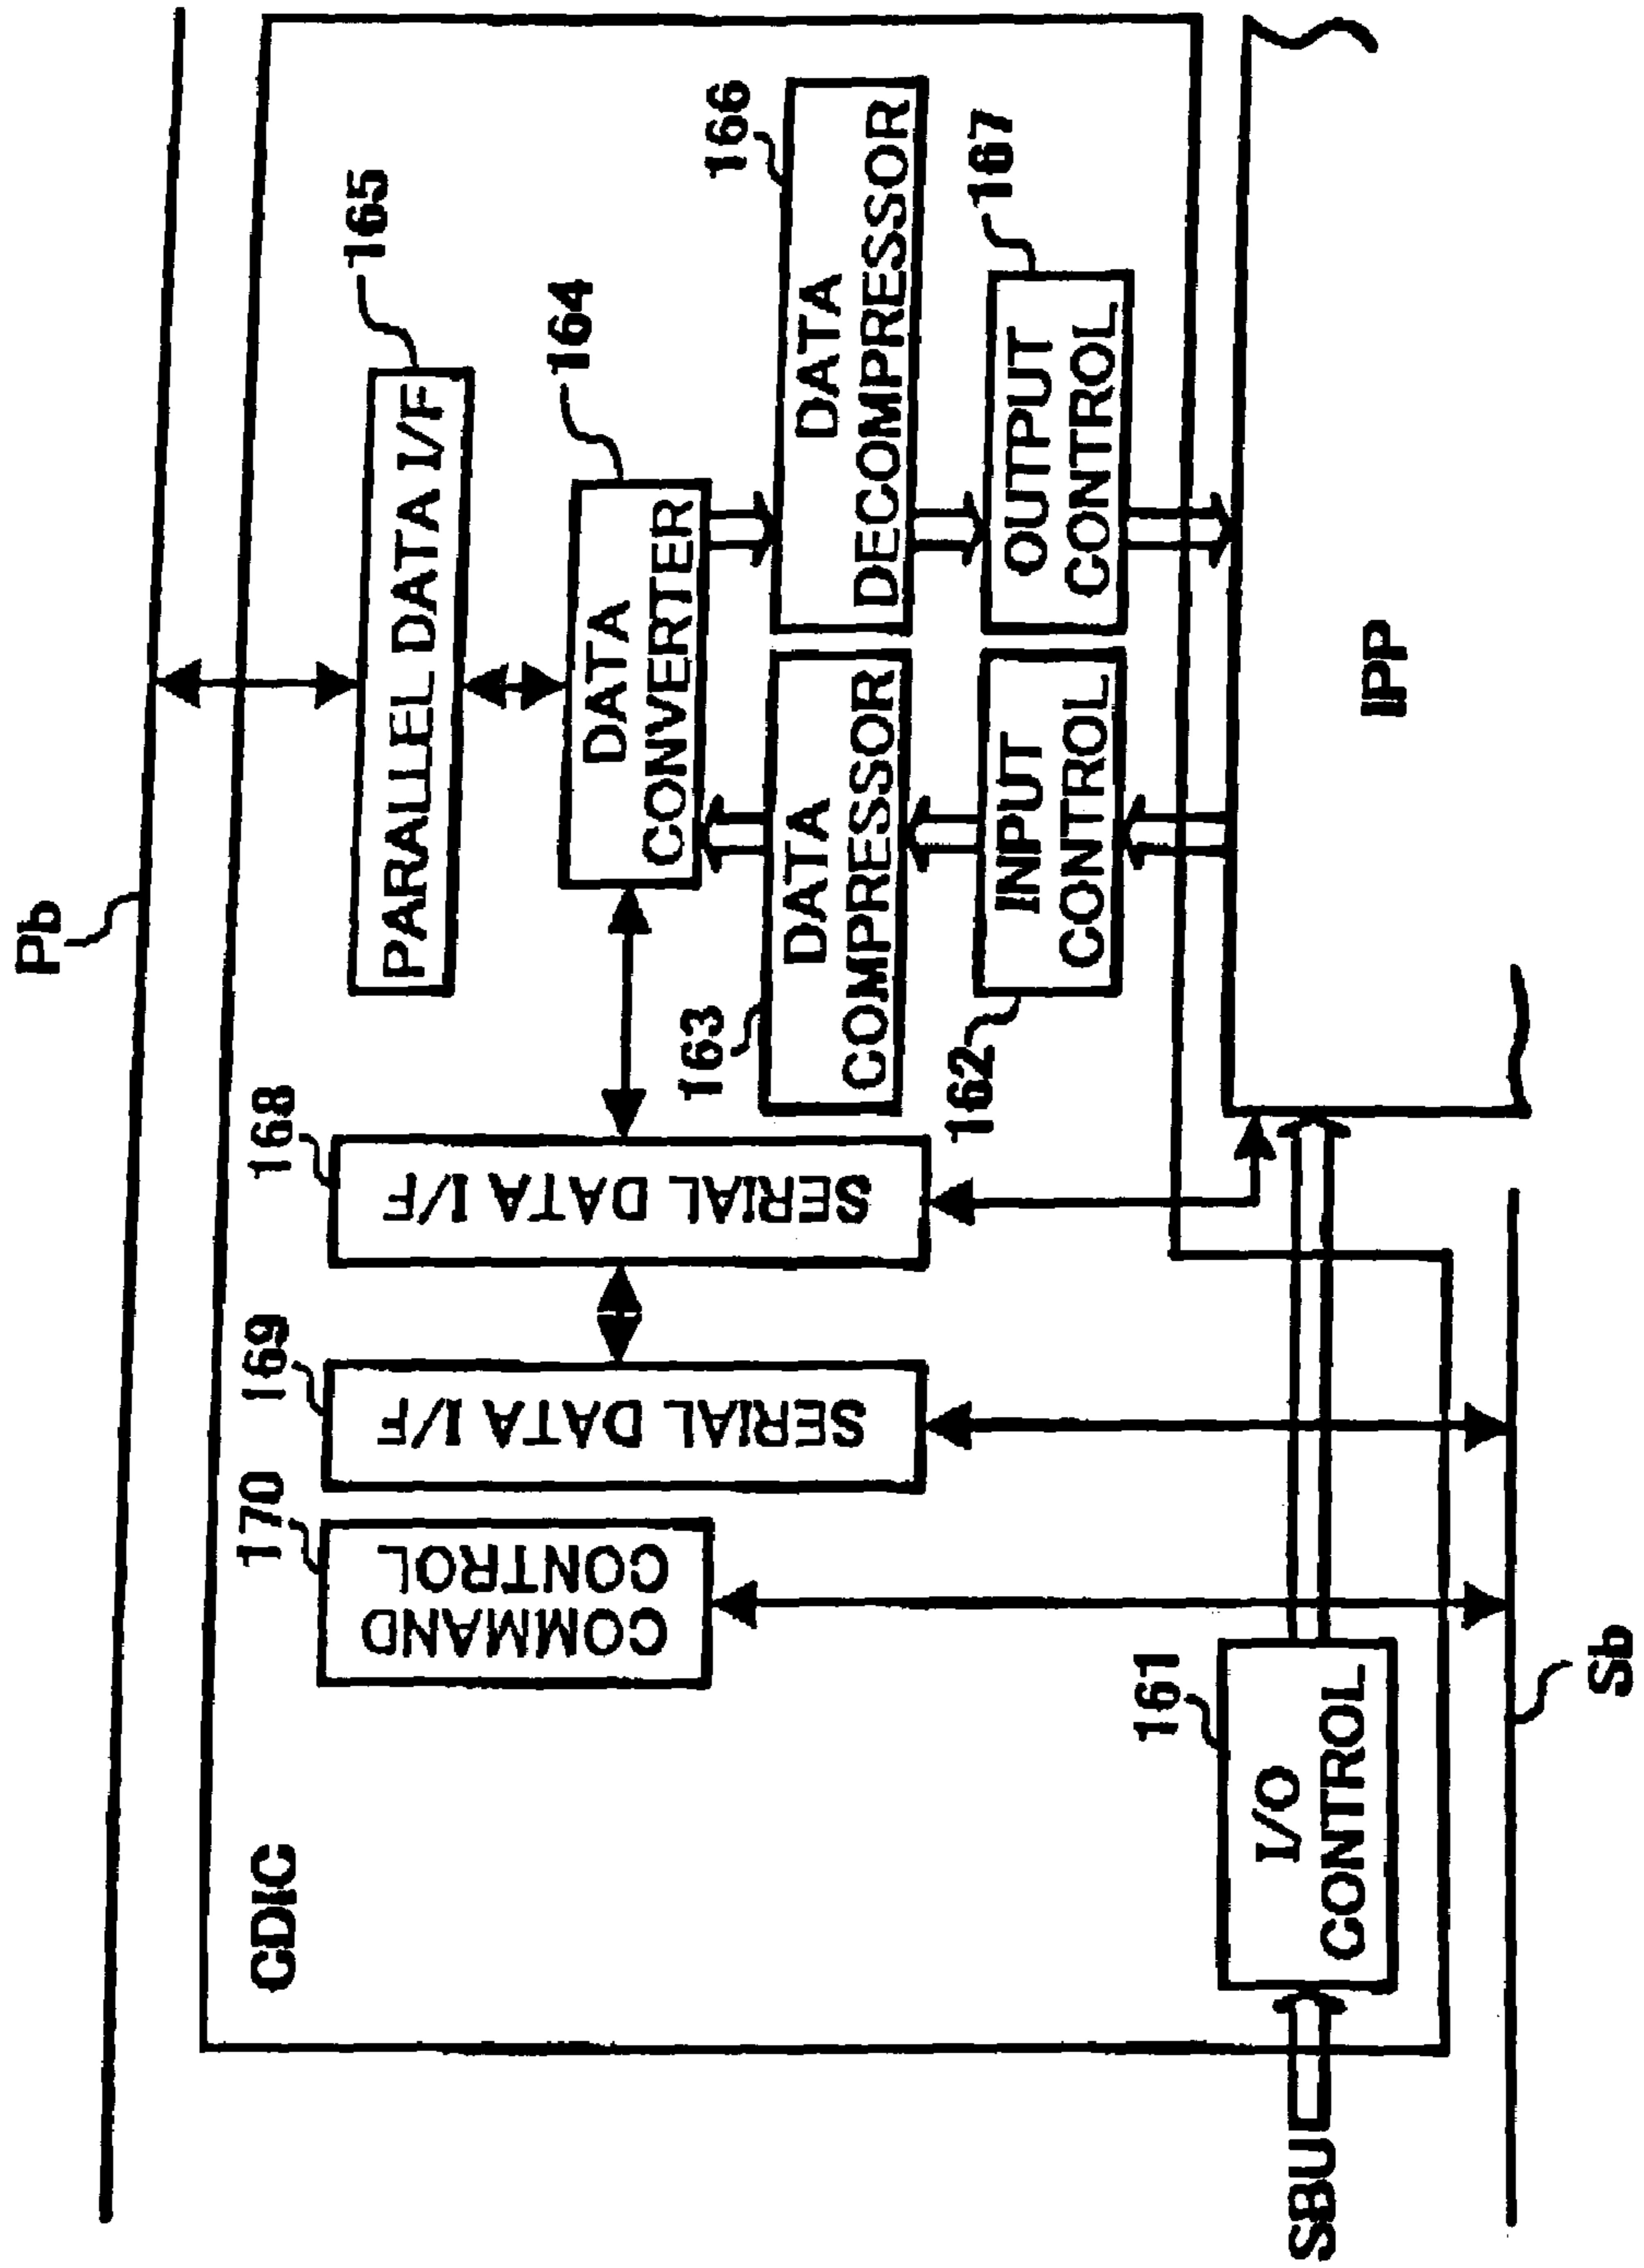 Pb
CDIC
165
PARALLEL DATA I/F
164
DATA
CONVERTER
166
DATA
DECOMPRESSOR
167
OUTPUT
CONTROL
163
DATA
COMPRESSOR
162
INPUT
CONTROL
168
SERIAL DATA I/F
169
SERIAL DATA I/F
170
COMMAND
CONTROL
161
I/O
CONTROL
SBU
IPP
Sb